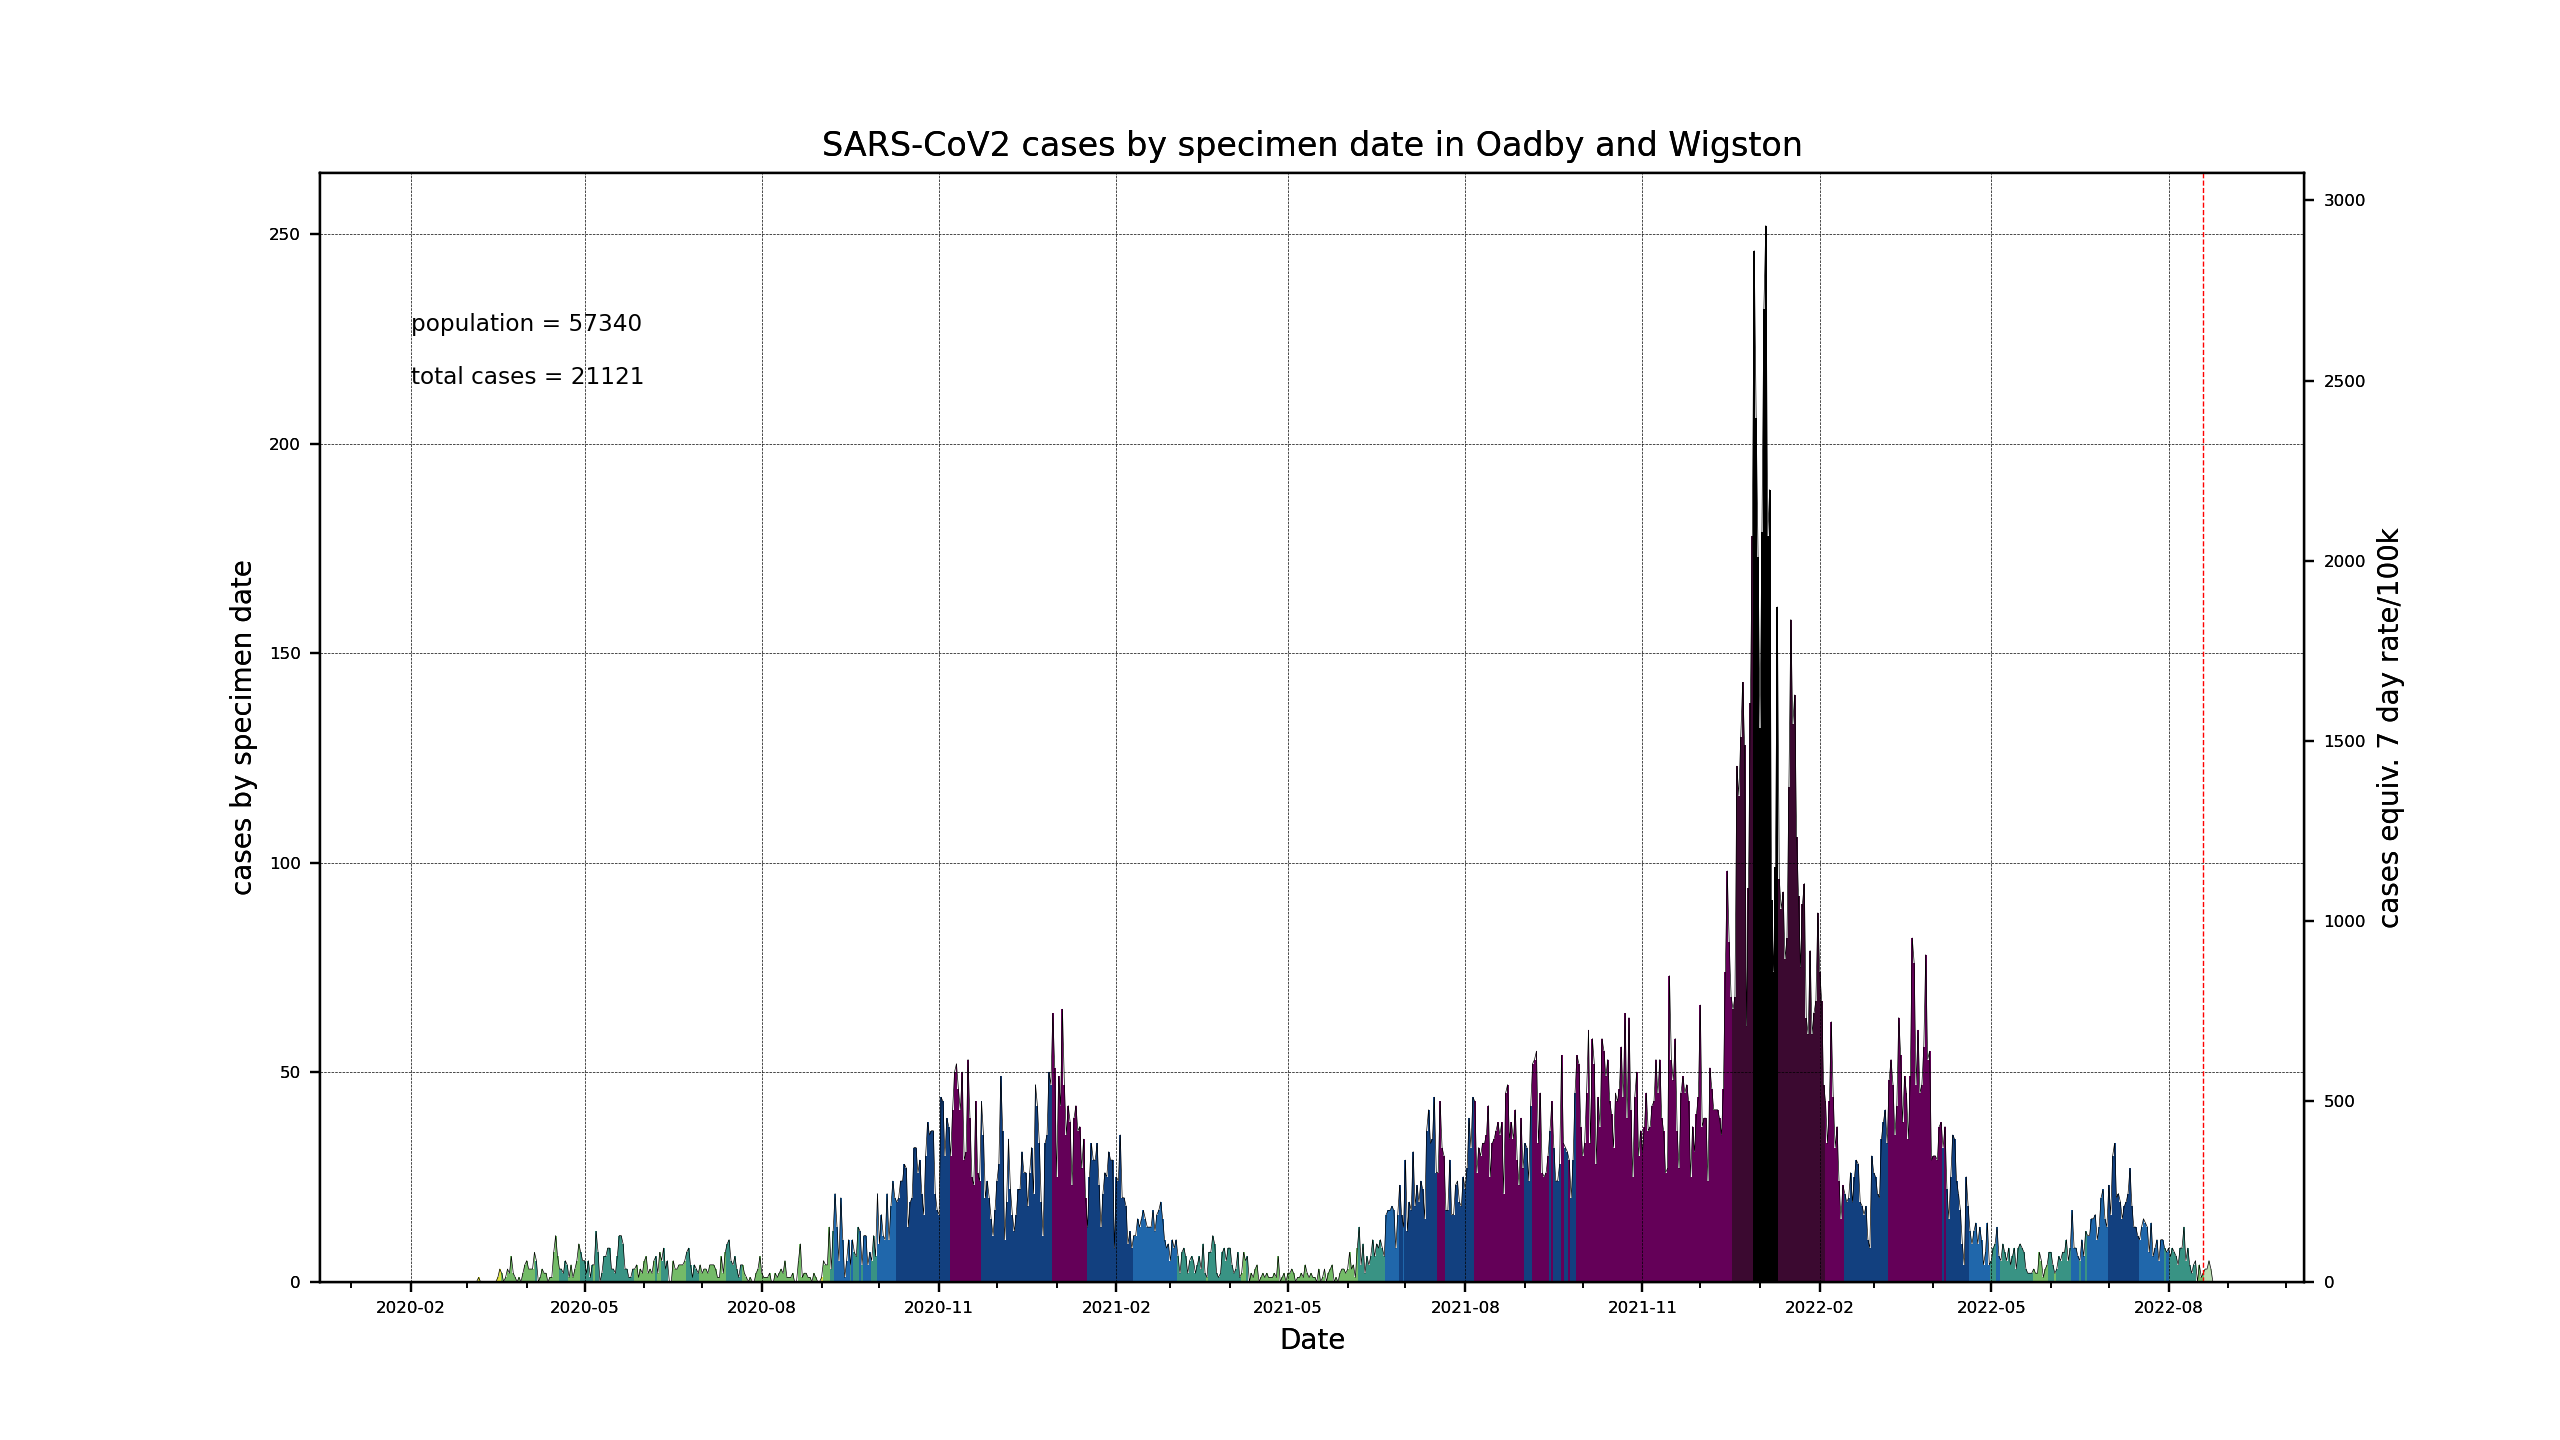 SARS-CoV2 cases by specimen date in Oadby and Wigston
population = 57340
total cases = 21121
cases by specimen date
250
200
150
100
50
0
3000
2500
2000
1500
1000
500
0
cases equiv. 7 day rate/100k
2020-02 2020-05 2020-08 2020-11 2021-02 2021-05 2021-08 2021-11 2022-02 2022-05 2022-08
Date